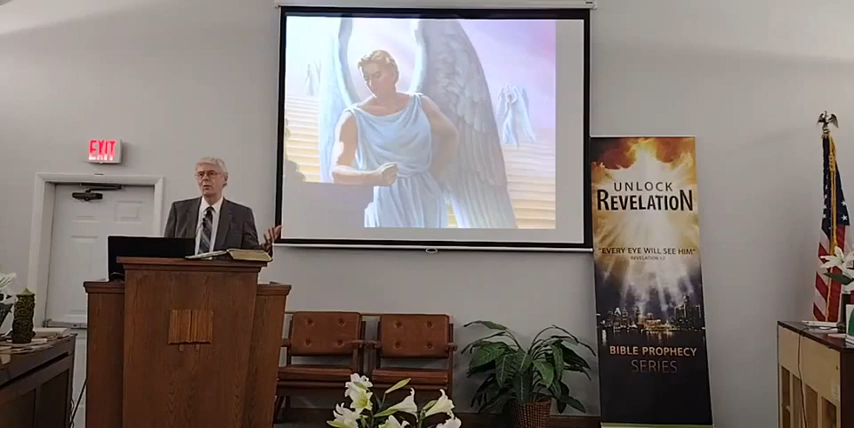 EXIT
UNLOCK
REVELATION
"EVERY EYE WILL SEE HIM"
REVELATION 1:7
BIBLE PROPHECY
SERIES